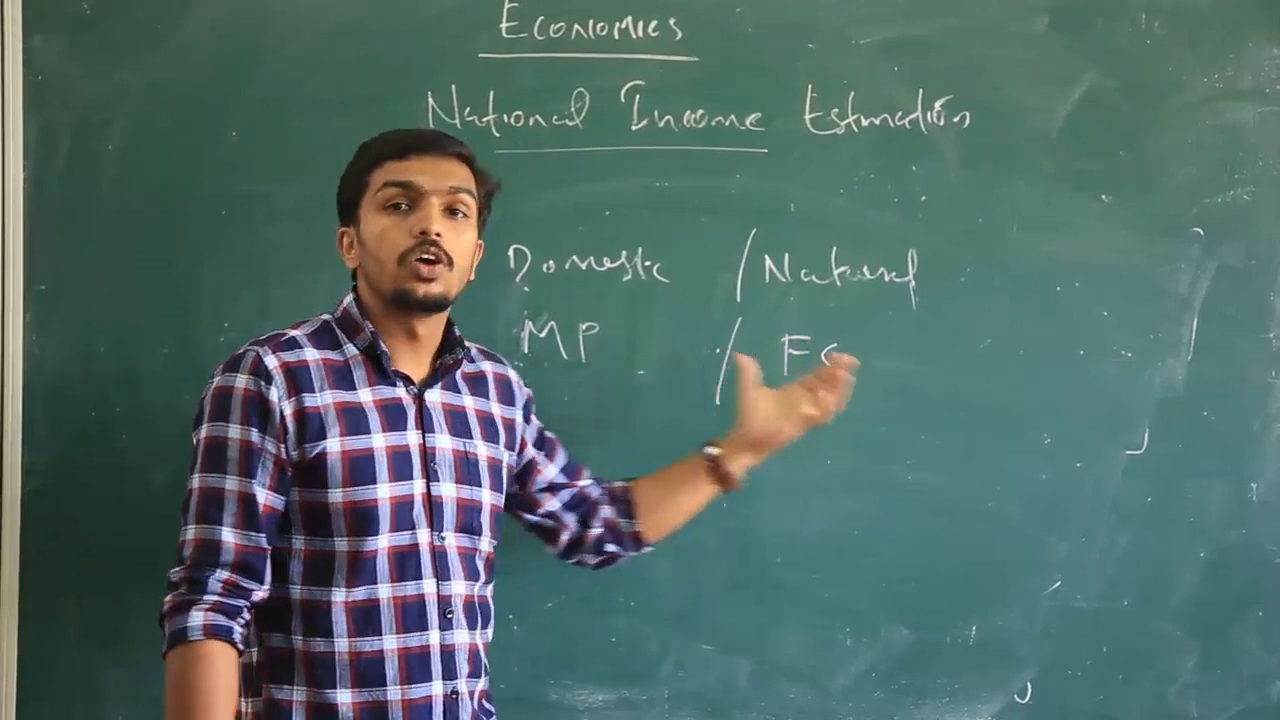 Economics
National Income Estimation
Domestic / National
MP / FC